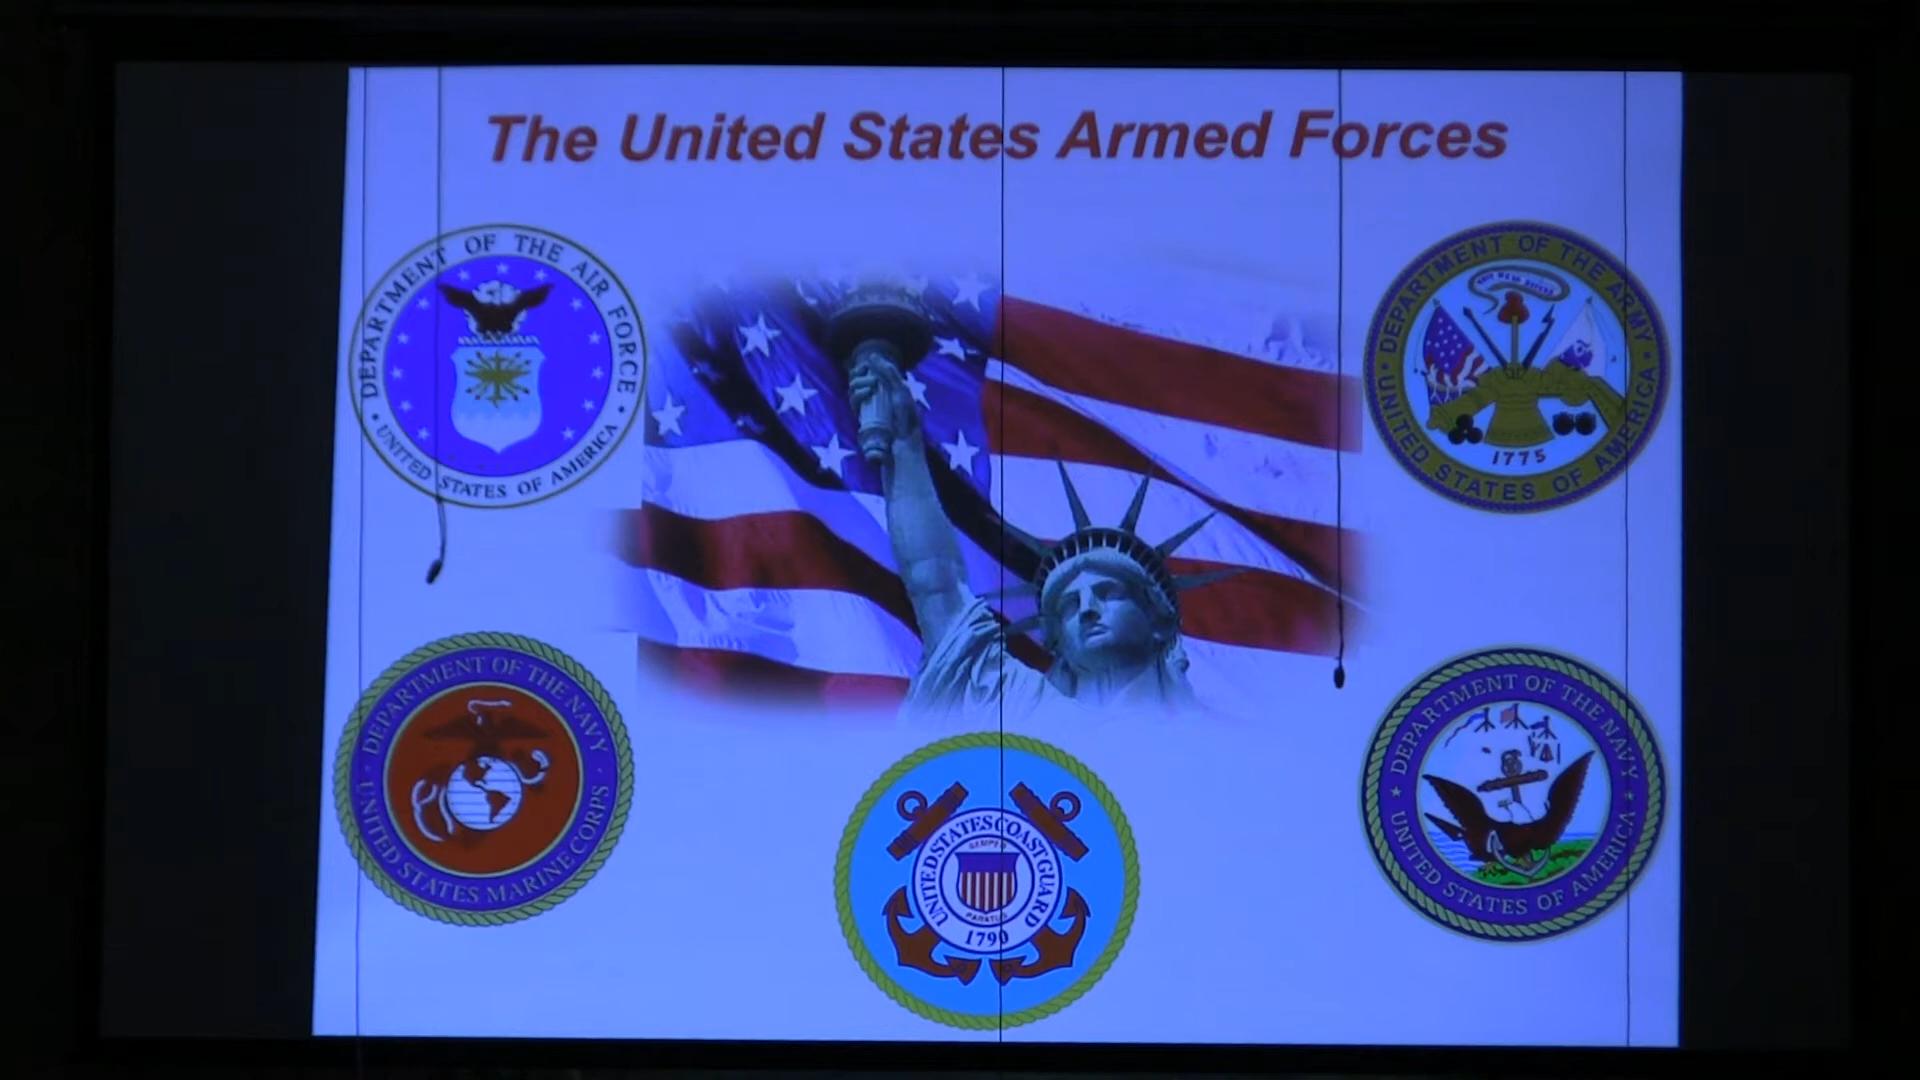 The United States Armed Forces
DEPARTMENT OF THE AIR FORCE
UNITED STATES OF AMERICA
DEPARTMENT OF THE ARMY
UNITED STATES OF AMERICA
1775
DEPARTMENT OF THE NAVY
UNITED STATES MARINE CORPS
UNITED STATES COAST GUARD
SEMPER
PARATUS
1790
DEPARTMENT OF THE NAVY
UNITED STATES OF AMERICA